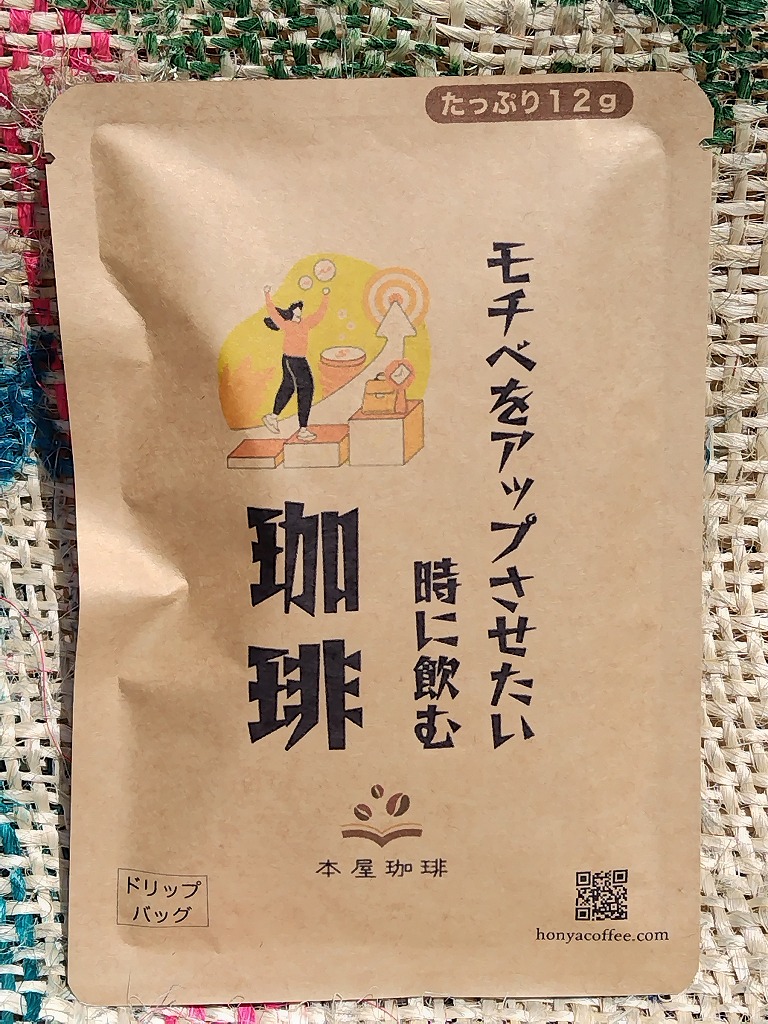 たっぷり12g
モチベをアップさせたい
時に飲む
珈琲
本屋珈琲
ドリップ
バッグ
honyacoffee.com